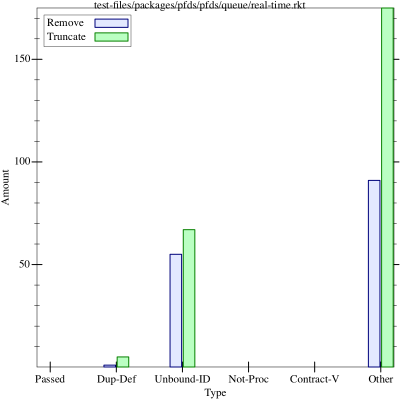 test-files/packages/pfds/pfds/queue/real-time.rkt
Remove
Truncate
150
100
50
Amount
Passed Dup-Def Unbound-ID Not-Proc Contract-V Other
Type